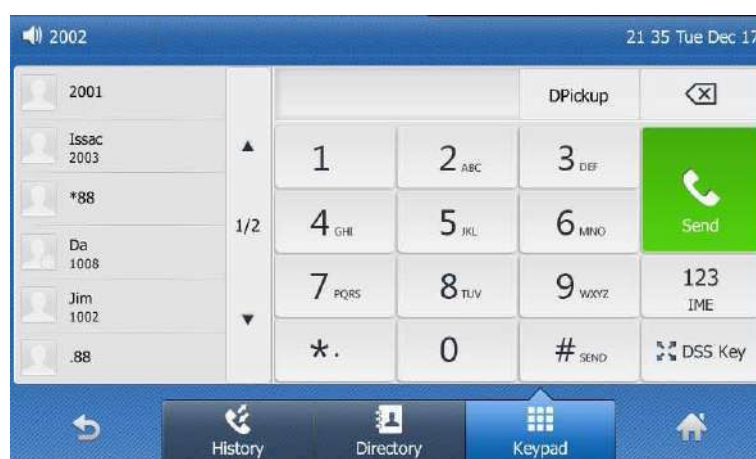 2002
21 35 Tue Dec 17
2001
Issac
2003
*88
Da
1008
Jim
1002
.88
1/2
DPickup
1
2 ABC
3 DEF
Send
4 GHI
5 JKL
6 MNO
7 PQRS
8 TUV
9 WXYZ
123
IME
*.
0
# SEND
DSS Key
History
Directory
Keypad